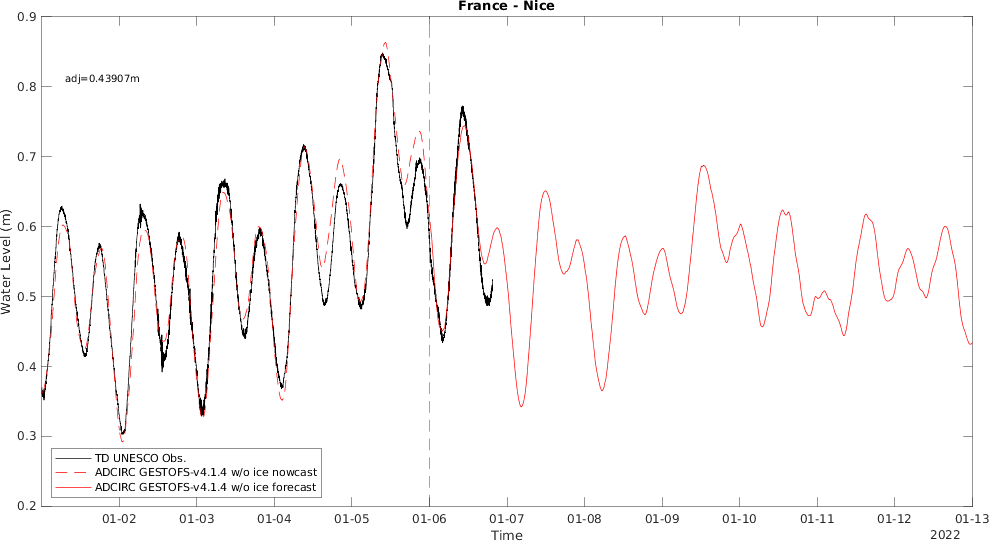 France - Nice
0.9
0.8
0.7
0.6
0.5
0.4
0.3
0.2
Water Level (m)
adj=0.43907m
TD UNESCO Obs.
ADCIRC GESTOFS-v4.1.4 w/o ice nowcast
ADCIRC GESTOFS-v4.1.4 w/o ice forecast
01-02 01-03 01-04 01-05 01-06 01-07 01-08 01-09 01-10 01-11 01-12 01-13
Time
2022